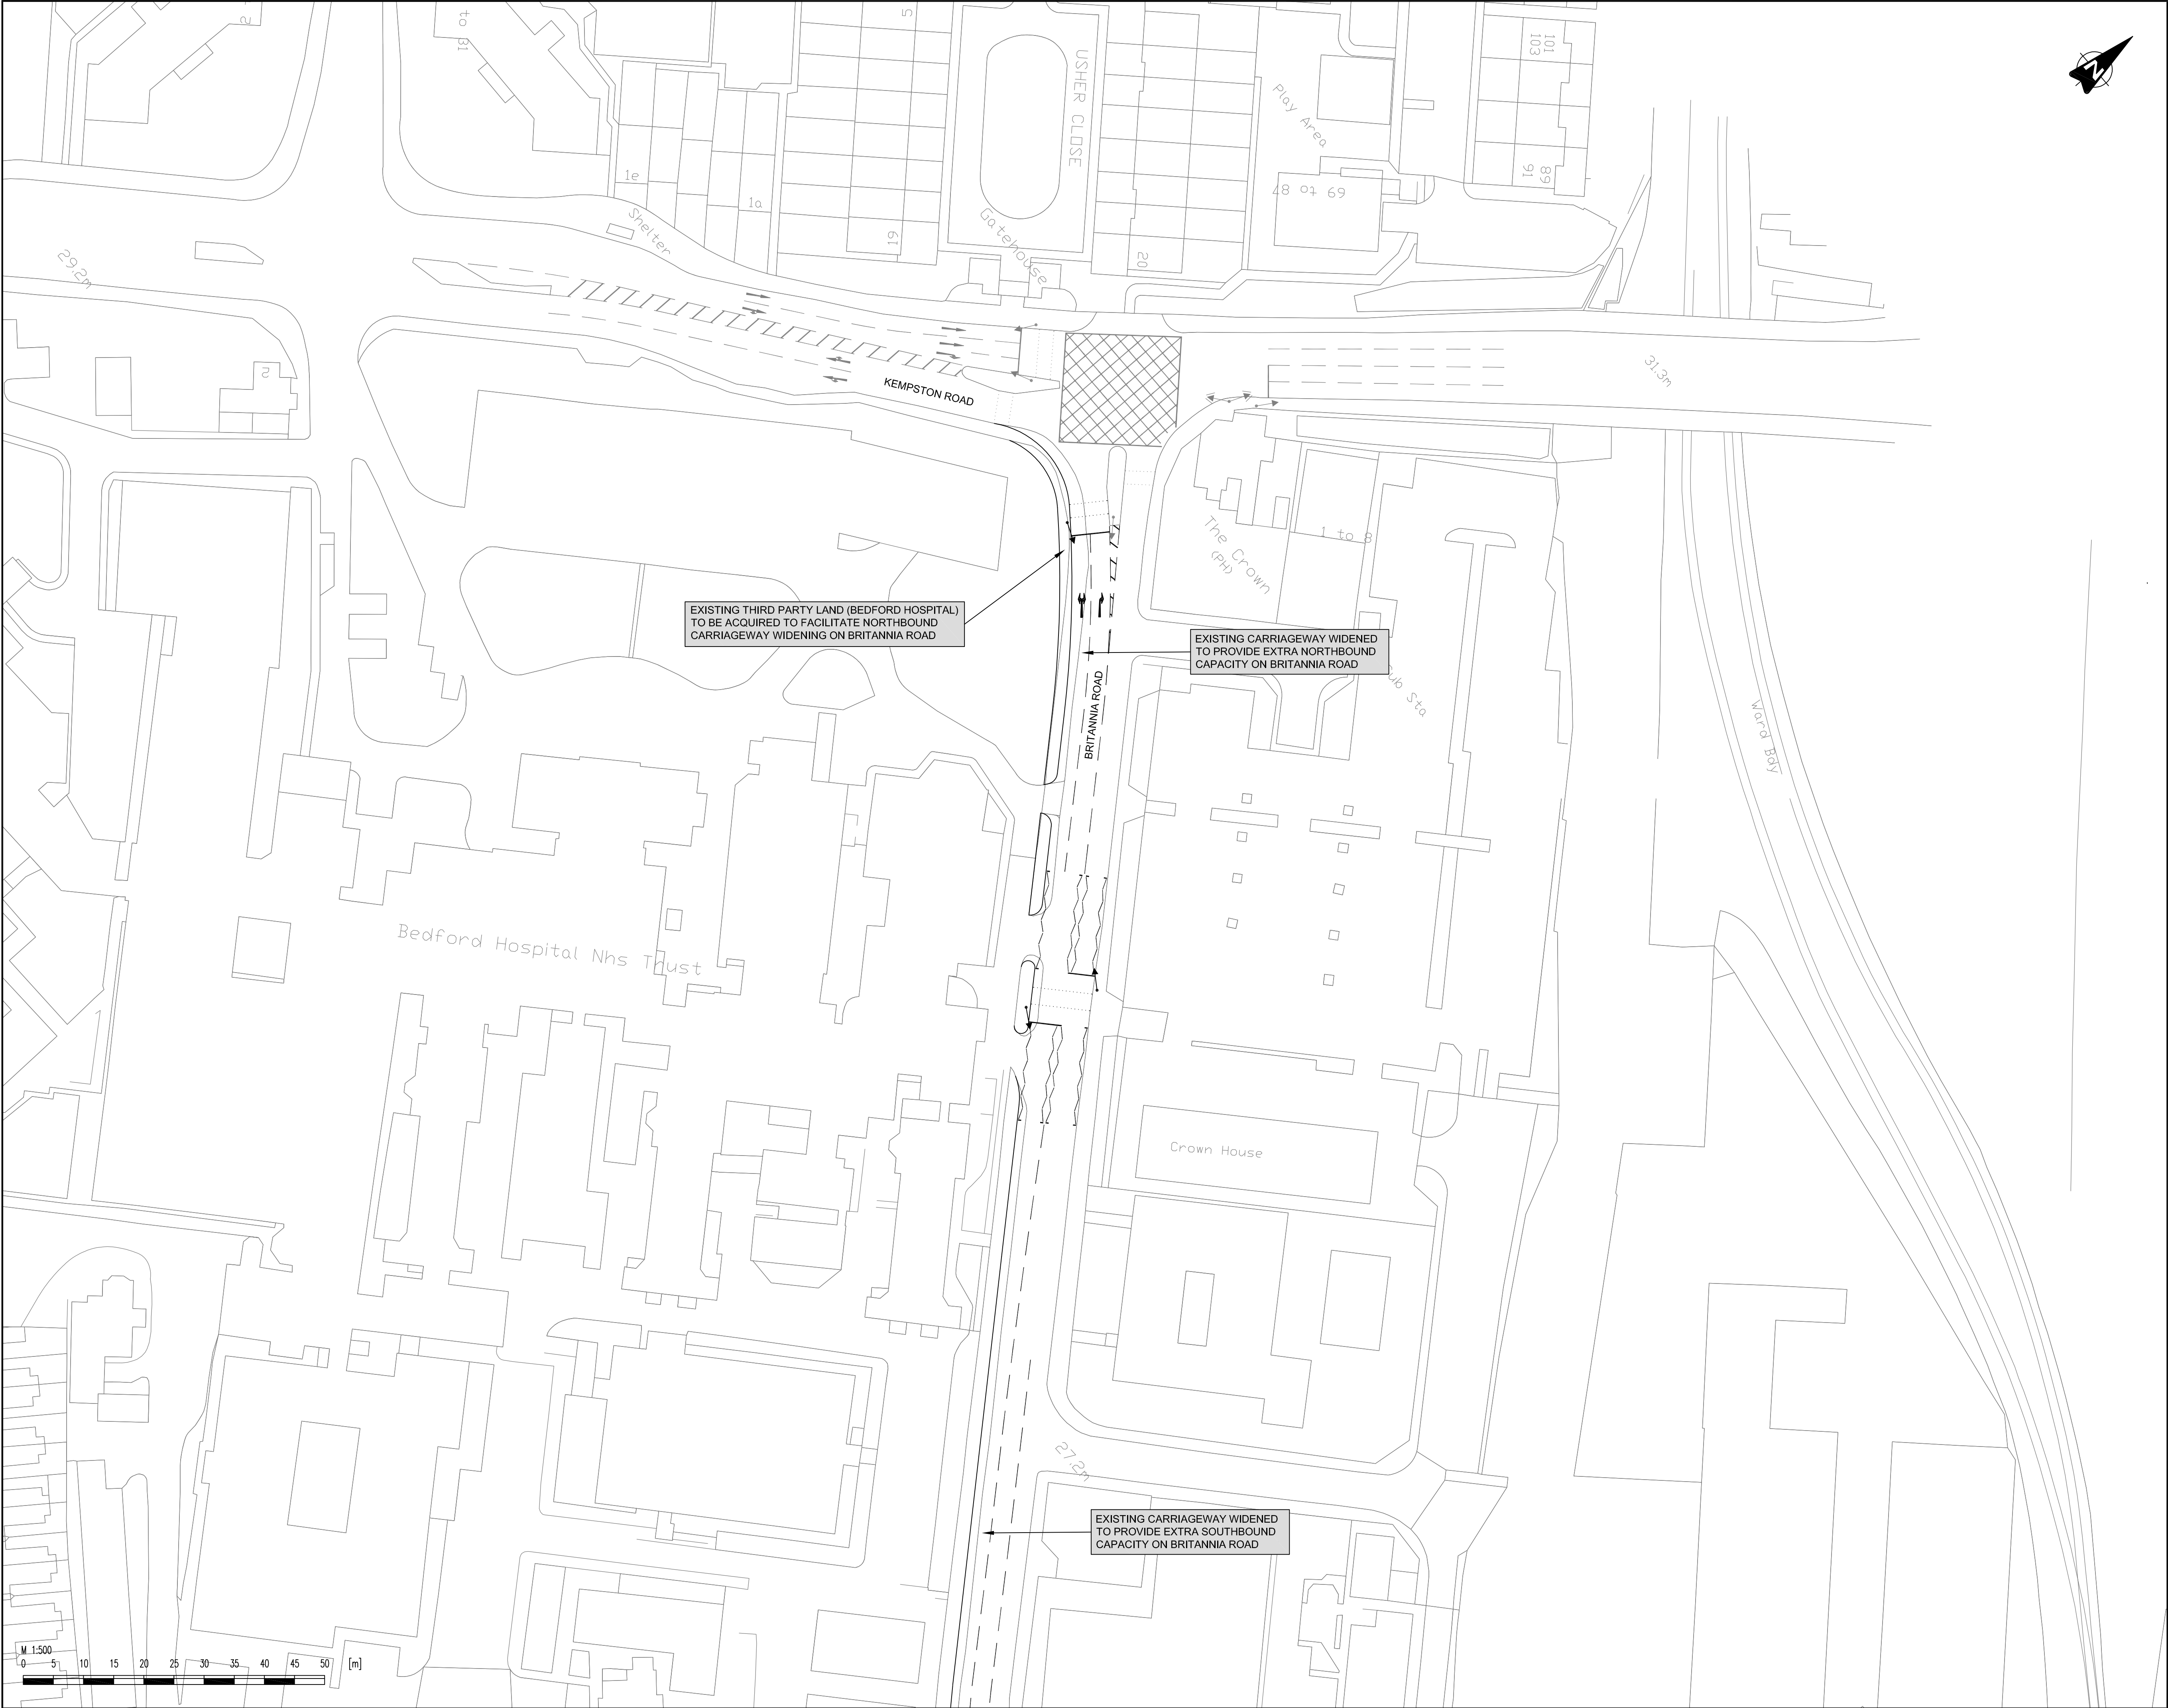 2
to 31
5
USHER CLOSE
Play Area
101
103
N
1e
1a
Shelter
19
Gatehouse
20
69 to 87
89
91
29.2m
2
KEMPSTON ROAD
31.3m
The Crown
(PH)
1 to 8
EXISTING THIRD PARTY LAND (BEDFORD HOSPITAL)
TO BE ACQUIRED TO FACILITATE NORTHBOUND
CARRIAGEWAY WIDENING ON BRITANNIA ROAD
EXISTING CARRIAGEWAY WIDENED
TO PROVIDE EXTRA NORTHBOUND
CAPACITY ON BRITANNIA ROAD
ub Sta
BRITANNIA ROAD
Ward Bdy
Bedford Hospital Nhs Trust
Crown House
27.2m
EXISTING CARRIAGEWAY WIDENED
TO PROVIDE EXTRA SOUTHBOUND
CAPACITY ON BRITANNIA ROAD
M 1:500
0 5 10 15 20 25 30 35 40 45 50 [m]